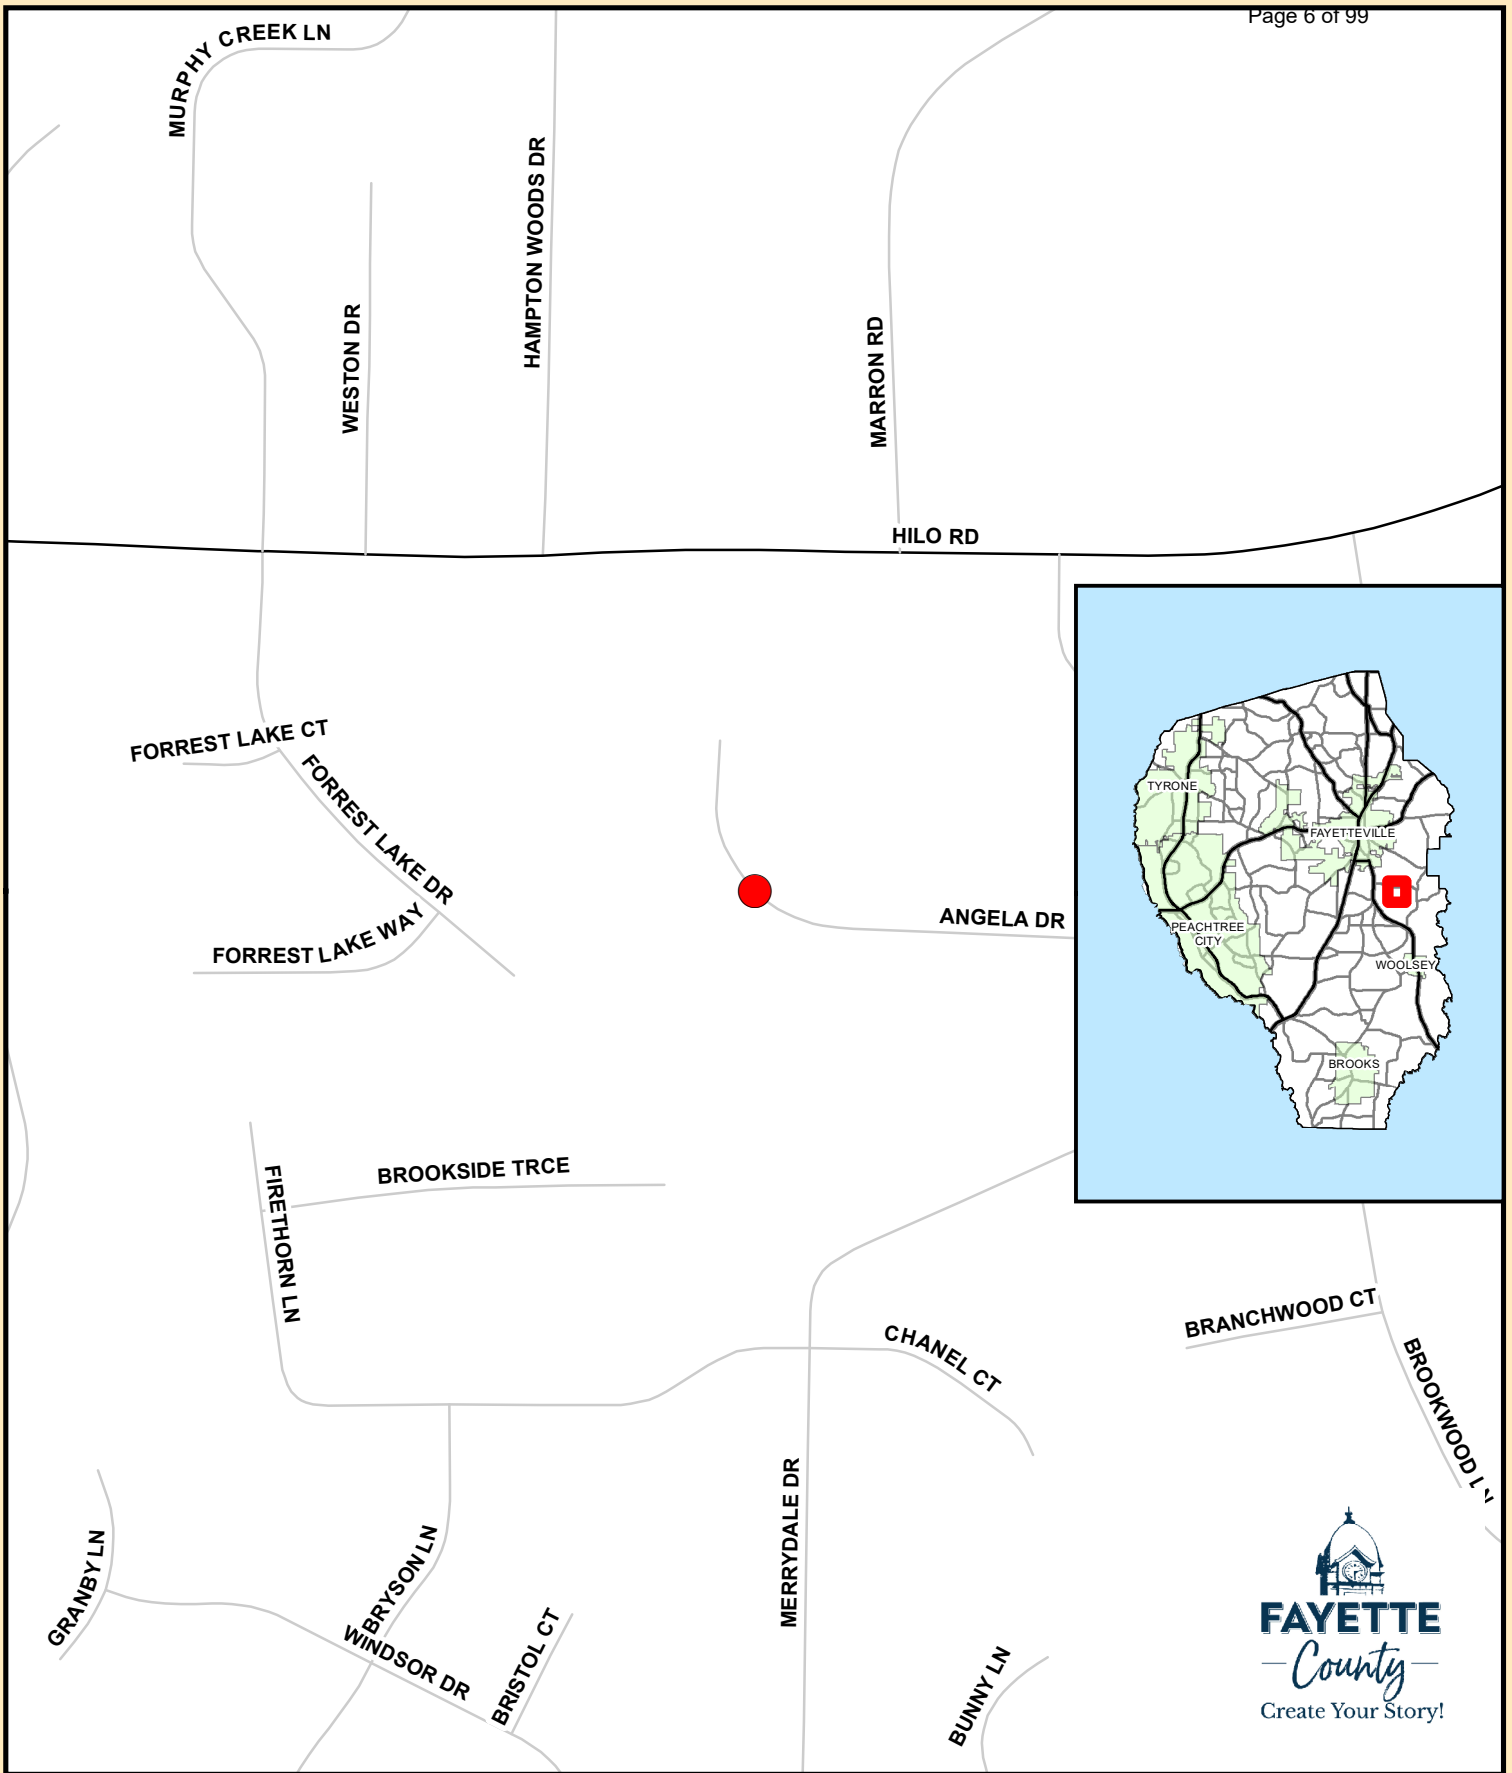 Page 6 of 99
MURPHY CREEK LN
HAMPTON WOODS DR
WESTON DR
MARRON RD
HILO RD
FORREST LAKE CT
FORREST LAKE DR
FORREST LAKE WAY
ANGELA DR
TYRONE
FAYETTEVILLE
PEACHTREE
CITY
WOOLSEY
BROOKS
BROOKSIDE TRCE
FIRETHORN LN
BRANCHWOOD CT
CHANEL CT
BROOKWOOD LN
MERRYDALE DR
GRANBY LN
BRYSON LN
WINDSOR DR
BRISTOL CT
BUNNY LN
FAYETTE
County
Create Your Story!